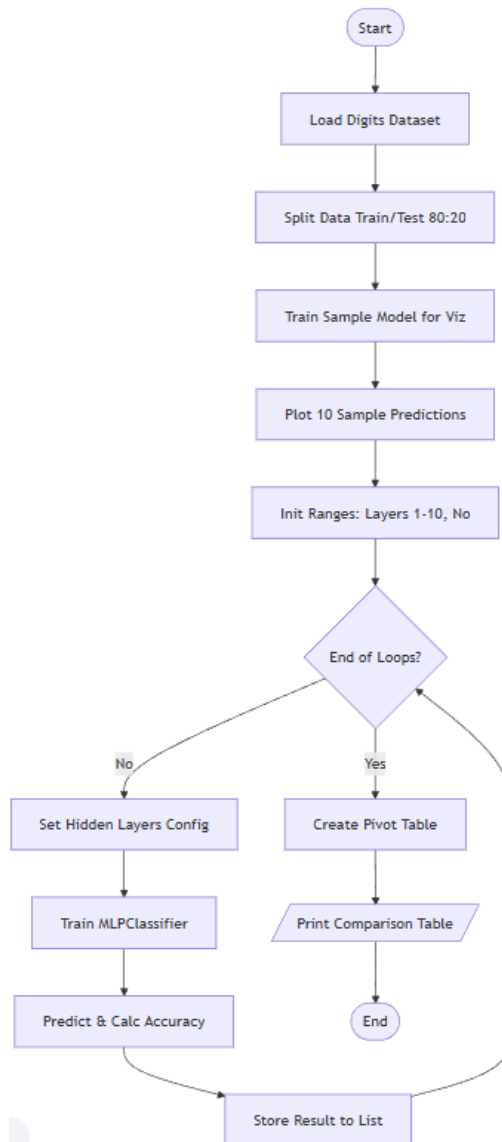 Start
Load Digits Dataset
Split Data Train/Test 80:20
Train Sample Model for Viz
Plot 10 Sample Predictions
Init Ranges: Layers 1-10, No
End of Loops?
No
Yes
Set Hidden Layers Config
Create Pivot Table
Train MLPClassifier
Print Comparison Table
Predict & Calc Accuracy
End
Store Result to List